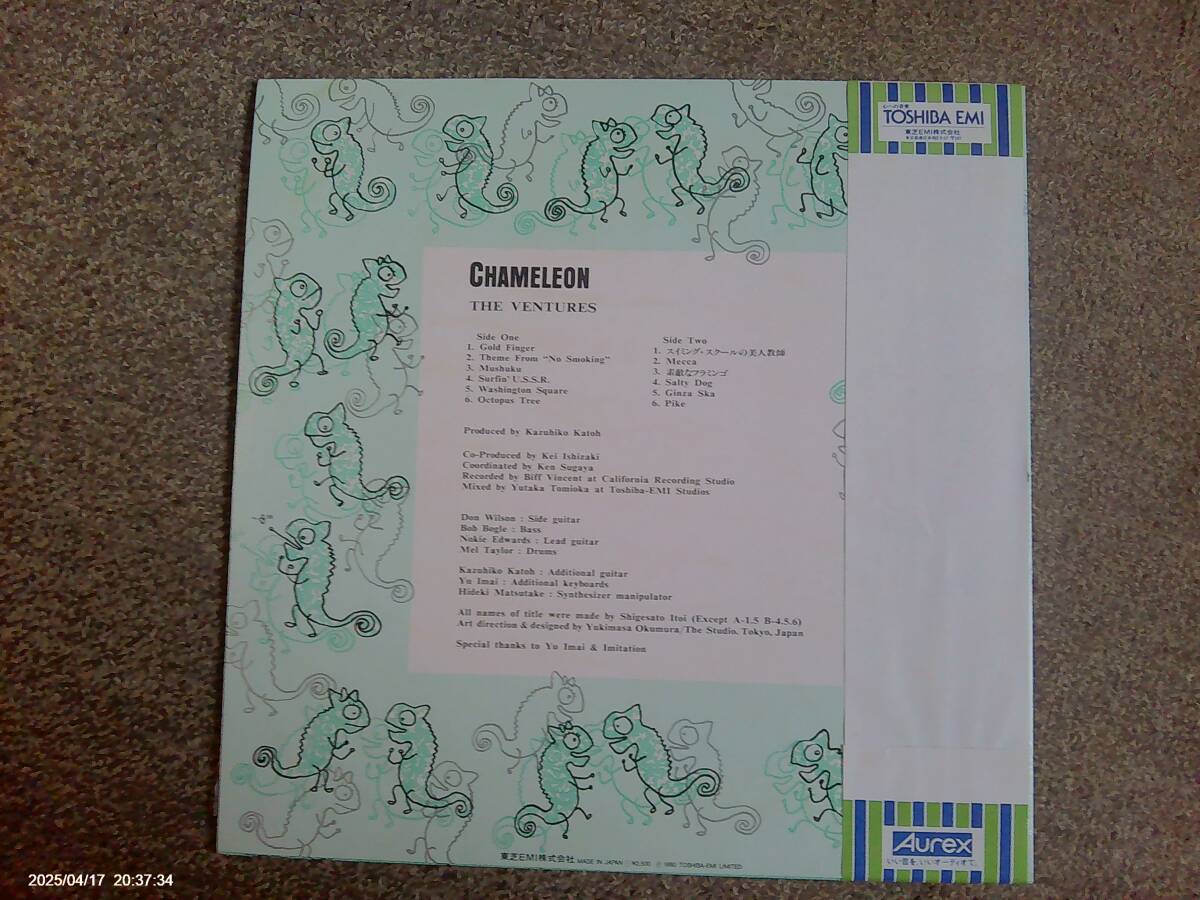 心への音楽
TOSHIBA EMI
東芝EMI株式会社
CHAMELEON
THE VENTURES
Side One
1. Gold Finger
2. Theme From "No Smoking"
3. Mushuku
4. Surfin' U.S.S.R.
5. Washington Square
6. Octopus Tree
Side Two
1. スイミング・スクールの美人教師
2. Mecca
3. 素敵なフラミンゴ
4. Salty Dog
5. Ginza Ska
6. Pike
Produced by Kazuhiko Katoh
Co-Produced by Kei Ishizaki
Coordinated by Ken Sugaya
Recorded by Biff Vincent at California Recording Studio
Mixed by Yutaka Tomioka at Toshiba-EMI Studios
Don Wilson : Side guitar
Bob Bogle : Bass
Nokie Edwards : Lead guitar
Mel Taylor : Drums
Kazuhiko Katoh : Additional guitar
Yu Imai : Additional keyboards
Hideki Matsutake : Synthesizer manipulator
All names of title were made by Shigesato Itoi (Except A-1.5 B-4.5.6)
Art direction & designed by Yukimasa Okumura/The Studio, Tokyo, Japan
Special thanks to Yu Imai & Imitation
東芝EMI株式会社 MADE IN JAPAN ¥2,500 Ⓟ 1980 TOSHIBA-EMI LIMITED
Aurex
いい音を、いいオーディオで。
2025/04/17 20:37:34